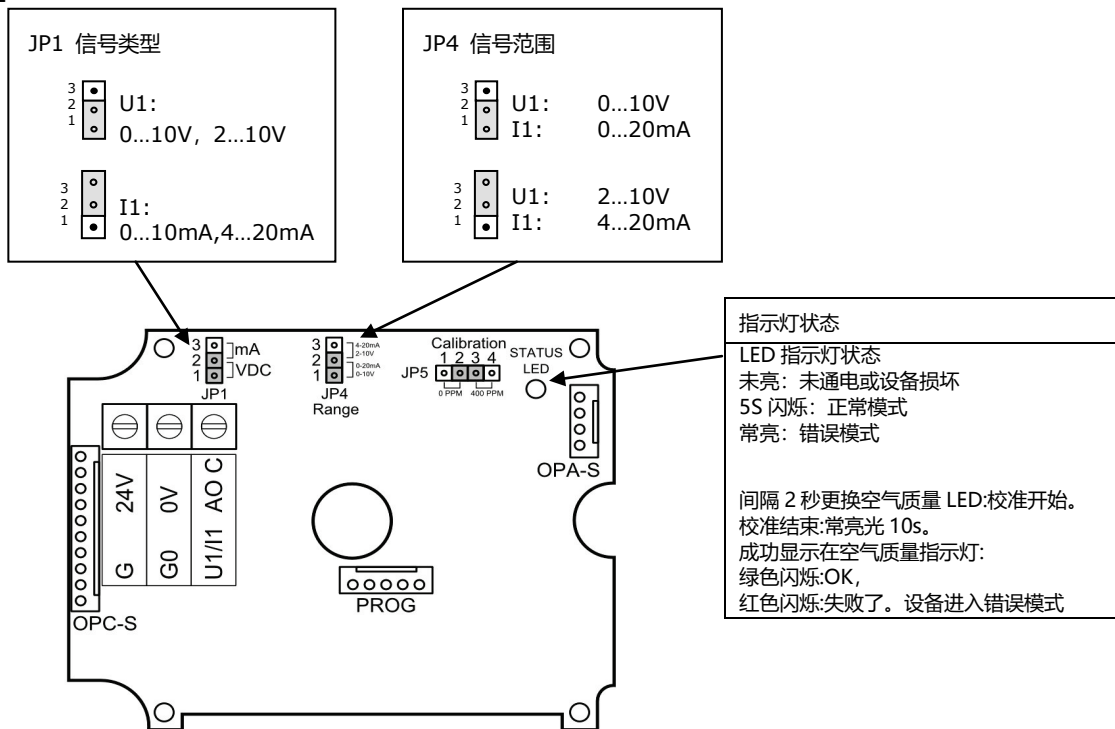 JP1 信号类型
3
2
1
U1:
0...10V, 2...10V
3
2
1
I1:
0...10mA,4...20mA
JP4 信号范围
3
2
1
U1: 0...10V
I1: 0...20mA
3
2
1
U1: 2...10V
I1: 4...20mA
指示灯状态
LED 指示灯状态
未亮：未通电或设备损坏
5S 闪烁：正常模式
常亮：错误模式
间隔 2 秒更换空气质量 LED:校准开始。
校准结束:常亮光 10s。
成功显示在空气质量指示灯:
绿色闪烁:OK,
红色闪烁:失败了。设备进入错误模式
3
2
1
mA
VDC
JP1
3
2
1
4-20mA
2-10V
0-20mA
0-10V
JP4
Range
Calibration
1 2 3 4
JP5
0 PPM 400 PPM
STATUS
LED
OPA-S
G 24V
G0 0V
U1/I1 AO C
OPC-S
PROG